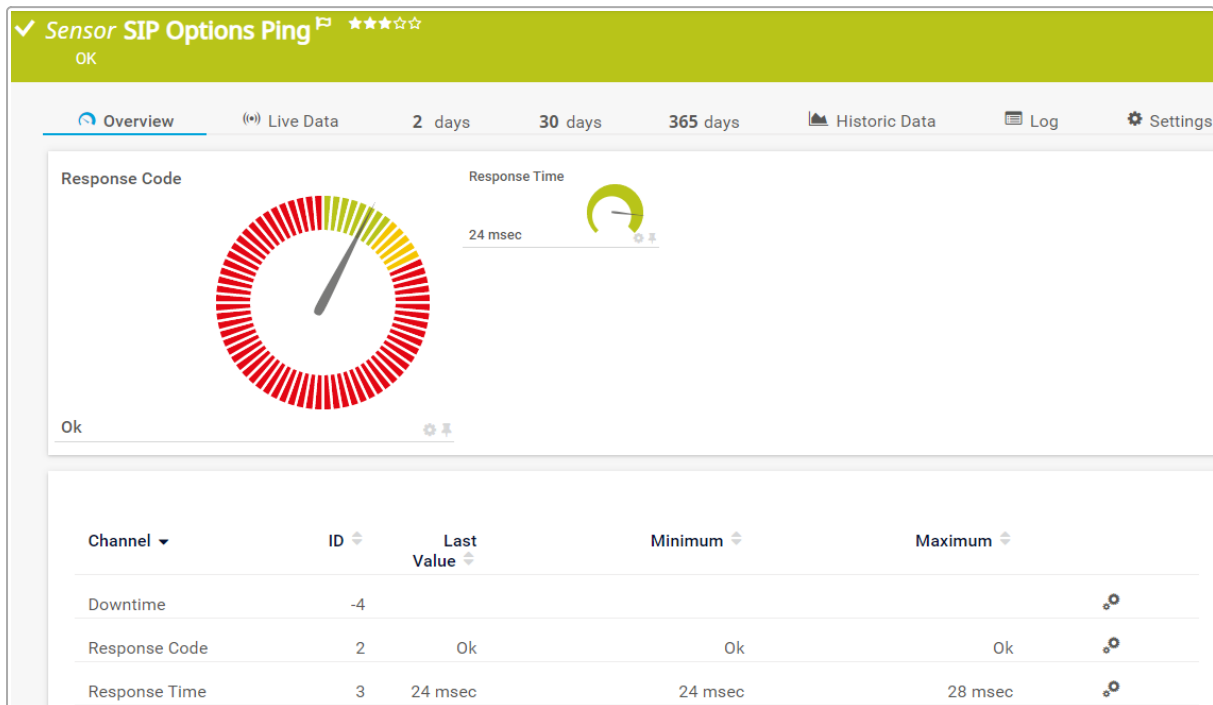 Sensor SIP Options Ping
OK
Overview
Live Data
2 days
30 days
365 days
Historic Data
Log
Settings
Response Code
Ok
Response Time
24 msec
Channel ID Last Value Minimum Maximum
Downtime -4
Response Code 2 Ok Ok Ok
Response Time 3 24 msec 24 msec 28 msec